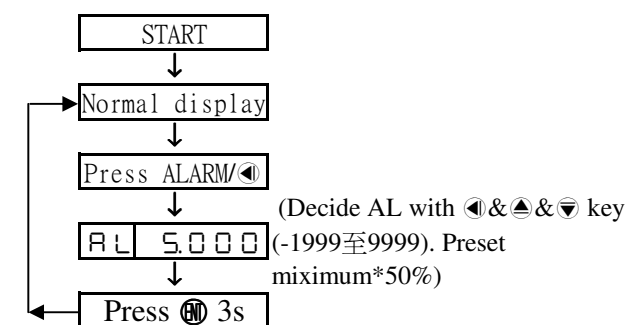 START
Normal display
Press ALARM/
(Decide AL with & & key
AL 5.000 (-1999至9999). Preset
miximum*50%)
Press ENT 3s